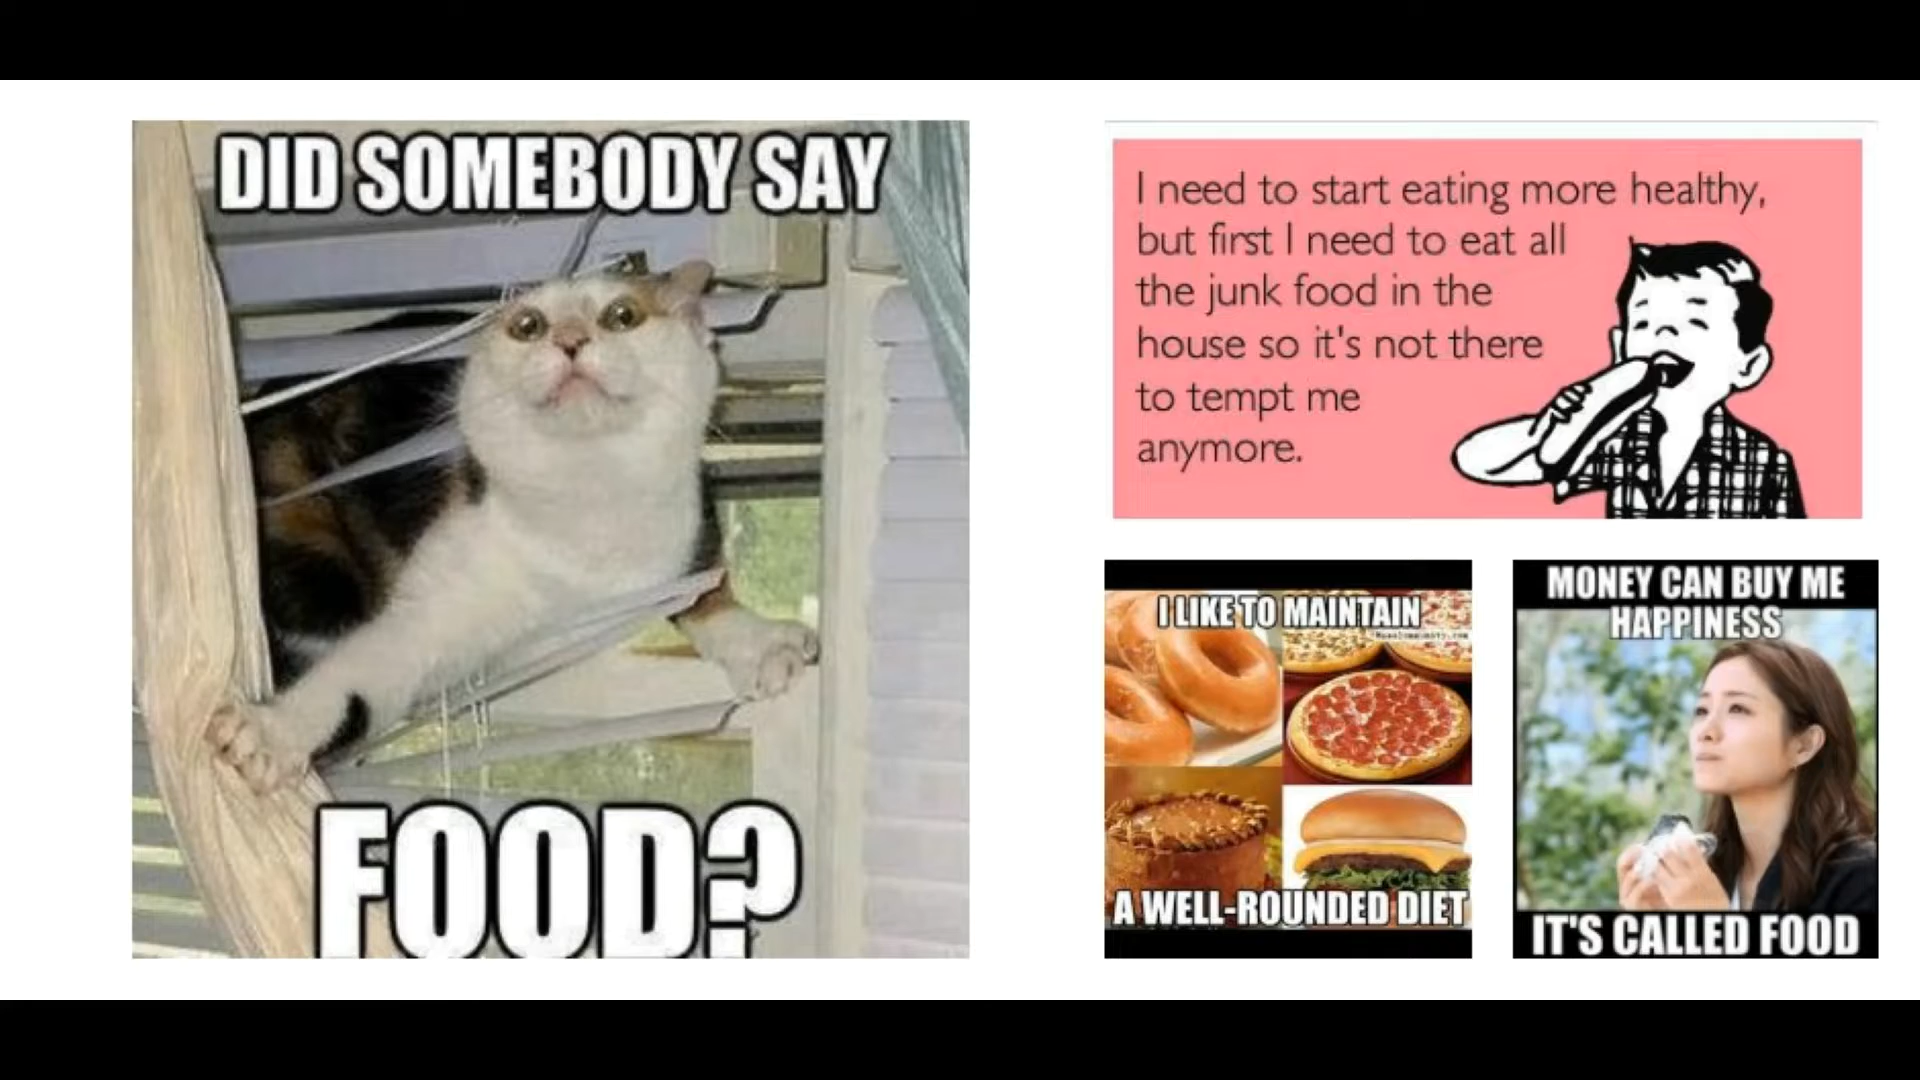 DID SOMEBODY SAY
FOOD?
I need to start eating more healthy,
but first I need to eat all
the junk food in the
house so it's not there
to tempt me
anymore.
I LIKE TO MAINTAIN
A WELL-ROUNDED DIET
MONEY CAN BUY ME
HAPPINESS
IT'S CALLED FOOD